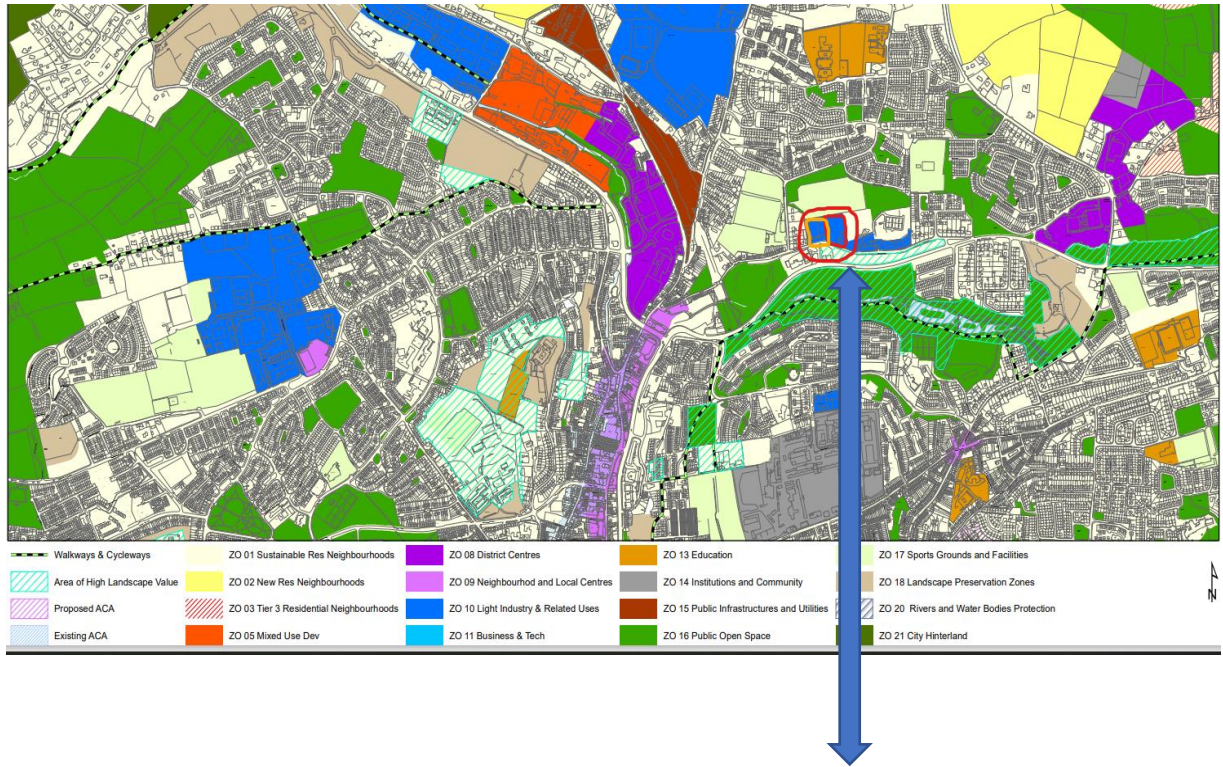 Walkways & Cycleways
Area of High Landscape Value
Proposed ACA
Existing ACA
ZO 01 Sustainable Res Neighbourhoods
ZO 02 New Res Neighbourhoods
ZO 03 Tier 3 Residential Neighbourhoods
ZO 05 Mixed Use Dev
ZO 08 District Centres
ZO 09 Neighbourhod and Local Centres
ZO 10 Light Industry & Related Uses
ZO 11 Business & Tech
ZO 13 Education
ZO 14 Institutions and Community
ZO 15 Public Infrastructures and Utilities
ZO 16 Public Open Space
ZO 17 Sports Grounds and Facilities
ZO 18 Landscape Preservation Zones
ZO 20 Rivers and Water Bodies Protection
ZO 21 City Hinterland
N